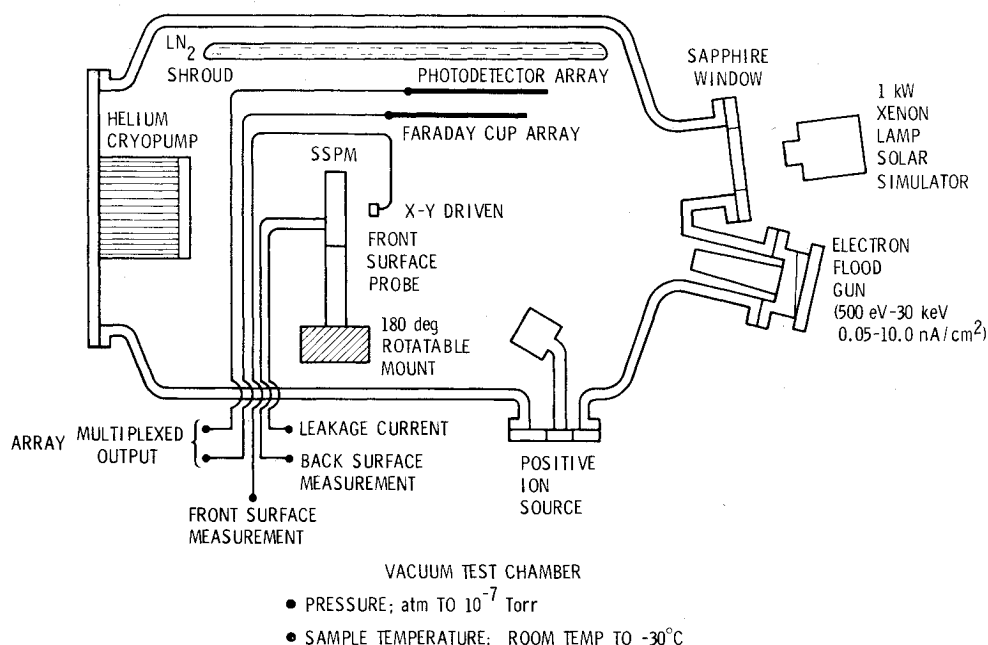 LN2
SHROUD
PHOTODETECTOR ARRAY
SAPPHIRE
WINDOW
1 kW
XENON
LAMP
SOLAR
SIMULATOR
HELIUM
CRYOPUMP
FARADAY CUP ARRAY
SSPM
X-Y DRIVEN
FRONT
SURFACE
PROBE
ELECTRON
FLOOD
GUN
(500 eV-30 keV
0.05-10.0 nA/cm²)
180 deg
ROTATABLE
MOUNT
ARRAY
MULTIPLEXED
OUTPUT
LEAKAGE CURRENT
BACK SURFACE
MEASUREMENT
FRONT SURFACE
MEASUREMENT
POSITIVE
ION
SOURCE
VACUUM TEST CHAMBER
● PRESSURE; atm TO 10⁻⁷ Torr
● SAMPLE TEMPERATURE: ROOM TEMP TO -30°C